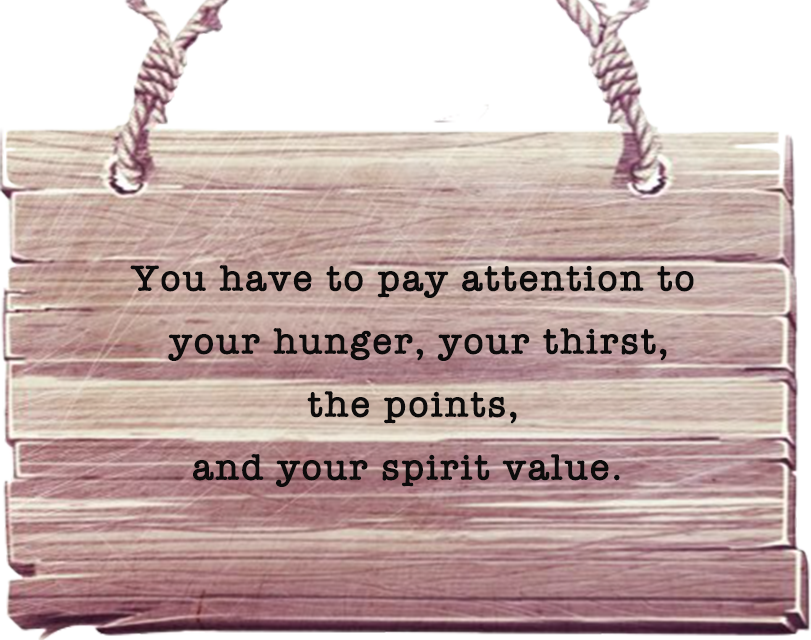 You have to pay attention to
your hunger, your thirst,
the points,
and your spirit value.